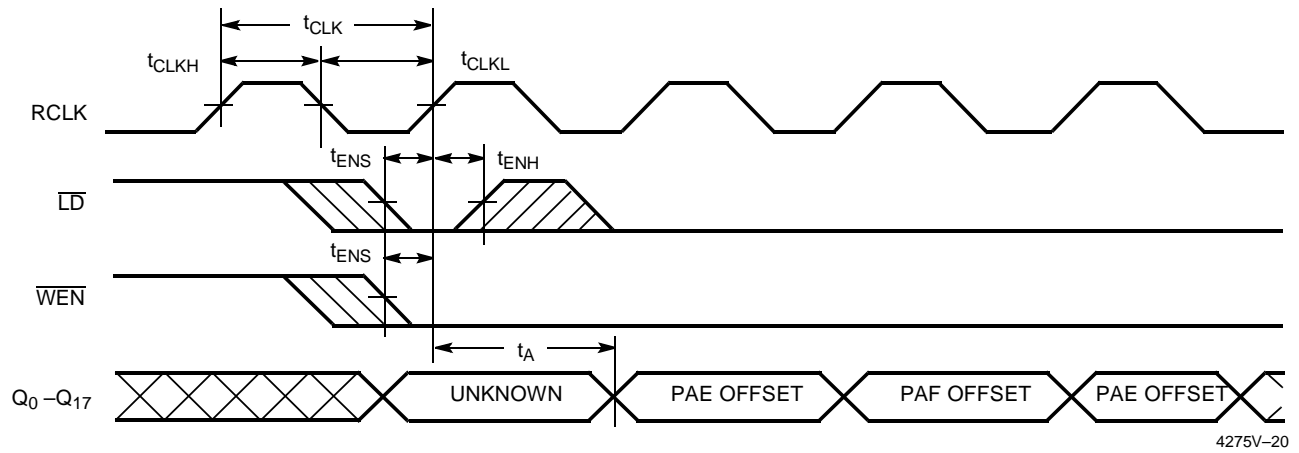 tCLK
tCLKH
tCLKL
RCLK
tENS
tENH
LD
tENS
WEN
tA
Q0 –Q17
UNKNOWN
PAE OFFSET
PAF OFFSET
PAE OFFSET
4275V–20